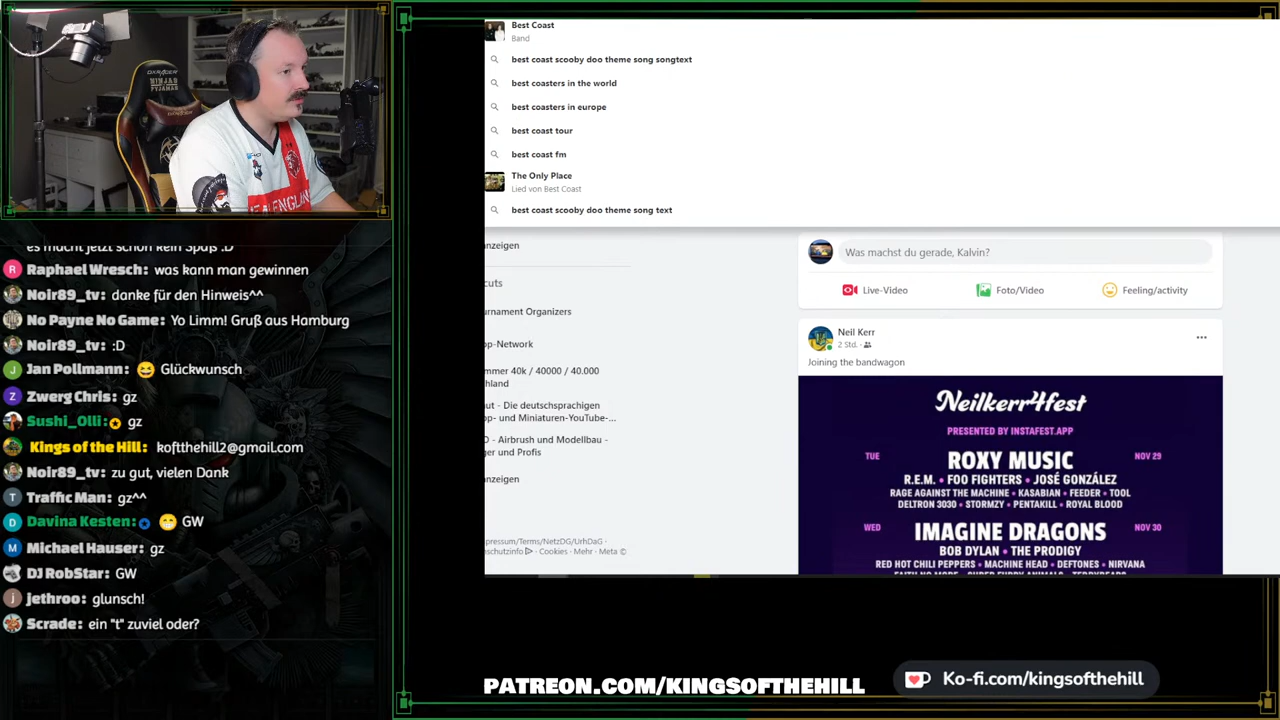 es macht jetzt schon kein Spaß :D
Raphael Wresch: was kann man gewinnen
Noir89_tv: danke für den Hinweis^^
No Payne No Game: Yo Limm! Gruß aus Hamburg
Noir89_tv: :D
Jan Pollmann: 😆 Glückwunsch
Zwerg Chris: gz
Sushi_Olli: gz
Kings of the Hill: koftthehill2@gmail.com
Noir89_tv: zu gut, vielen Dank
Traffic Man: gz^^
Davina Kesten: 😁 GW
Michael Hauser: gz
DJ RobStar: GW
jethroo: glunsch!
Scrade: ein "t" zuviel oder?
Best Coast
Band
best coast scooby doo theme song songtext
best coasters in the world
best coasters in europe
best coast tour
best coast fm
The Only Place
Lied von Best Coast
best coast scooby doo theme song text
anzeigen
cuts
urnament Organizers
op-Network
mmer 40k / 40000 / 40.000
hland
ut - Die deutschsprachigen
op- und Miniaturen-YouTube-...
O - Airbrush und Modellbau -
ger und Profis
anzeigen
pressum/Terms/NetzDG/UrhDaG ·
nschutzinfo · Cookies · Mehr · Meta ©
Was machst du gerade, Kalvin?
Live-Video
Foto/Video
Feeling/activity
Neil Kerr
2 Std. ·
Joining the bandwagon
Neilkerr4fest
PRESENTED BY INSTAFEST.APP
TUE
ROXY MUSIC
NOV 29
R.E.M. • FOO FIGHTERS • JOSÉ GONZÁLEZ
RAGE AGAINST THE MACHINE • KASABIAN • FEEDER • TOOL
DELTRON 3030 • STORMZY • PENTAKILL • ROYAL BLOOD
WED
IMAGINE DRAGONS
NOV 30
BOB DYLAN • THE PRODIGY
RED HOT CHILI PEPPERS • MACHINE HEAD • DEFTONES • NIRVANA
PATREON.COM/KINGSOFTHEHILL
Ko-fi.com/kingsofthehill